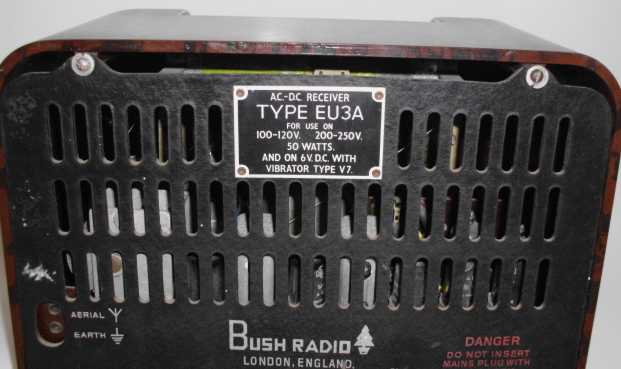 AC.-DC. RECEIVER
TYPE EU3A
FOR USE ON
100-120V. 200-250V.
50 WATTS.
AND ON 6V. D.C. WITH
VIBRATOR TYPE V7.
AERIAL
EARTH
BUSH RADIO
LONDON, ENGLAND.
DANGER
DO NOT INSERT
MAINS PLUG WITH